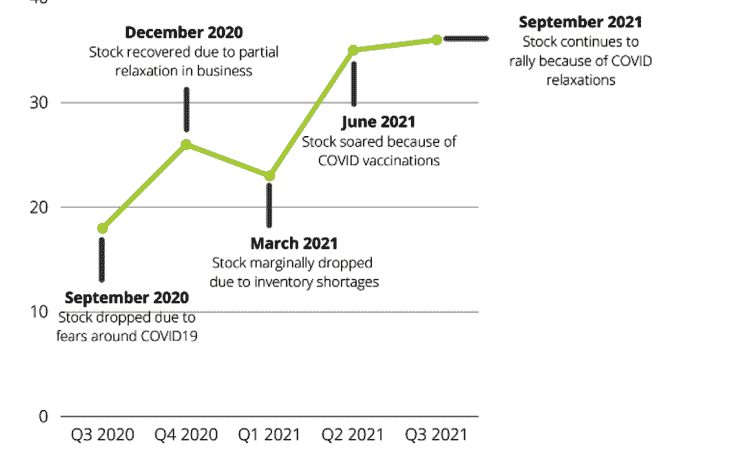 40
December 2020
Stock recovered due to partial
relaxation in business
September 2021
Stock continues to
rally because of COVID
relaxations
30
June 2021
Stock soared because of
COVID vaccinations
20
March 2021
Stock marginally dropped
due to inventory shortages
September 2020
10
Stock dropped due to
fears around COVID19
0
Q3 2020 Q4 2020 Q1 2021 Q2 2021 Q3 2021